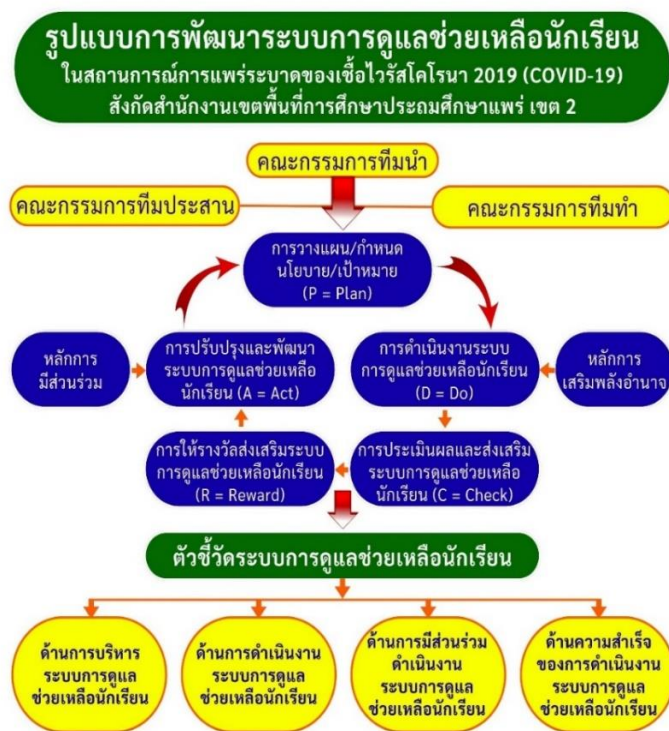 รูปแบบการพัฒนาระบบการดูแลช่วยเหลือนักเรียน
ในสถานการณ์การแพร่ระบาดของเชื้อไวรัสโคโรนา 2019 (COVID-19)
สังกัดสำนักงานเขตพื้นที่การศึกษาประถมศึกษาแพร่ เขต 2
คณะกรรมการทีมนำ
คณะกรรมการทีมประสาน
คณะกรรมการทีมทำ
การวางแผน/กำหนด
นโยบาย/เป้าหมาย
(P = Plan)
หลักการ
มีส่วนร่วม
การปรับปรุงและพัฒนา
ระบบการดูแลช่วยเหลือ
นักเรียน (A = Act)
การดำเนินงานระบบ
การดูแลช่วยเหลือนักเรียน
(D = Do)
หลักการ
เสริมพลังอำนาจ
การให้รางวัลส่งเสริมระบบ
การดูแลช่วยเหลือนักเรียน
(R = Reward)
การประเมินผลและส่งเสริม
ระบบการดูแลช่วยเหลือ
นักเรียน (C = Check)
ตัวชี้วัดระบบการดูแลช่วยเหลือนักเรียน
ด้านการบริหาร
ระบบการดูแล
ช่วยเหลือนักเรียน
ด้านการดำเนินงาน
ระบบการดูแล
ช่วยเหลือนักเรียน
ด้านการมีส่วนร่วม
ดำเนินงาน
ระบบการดูแล
ช่วยเหลือนักเรียน
ด้านความสำเร็จ
ของการดำเนินงาน
ระบบการดูแล
ช่วยเหลือนักเรียน